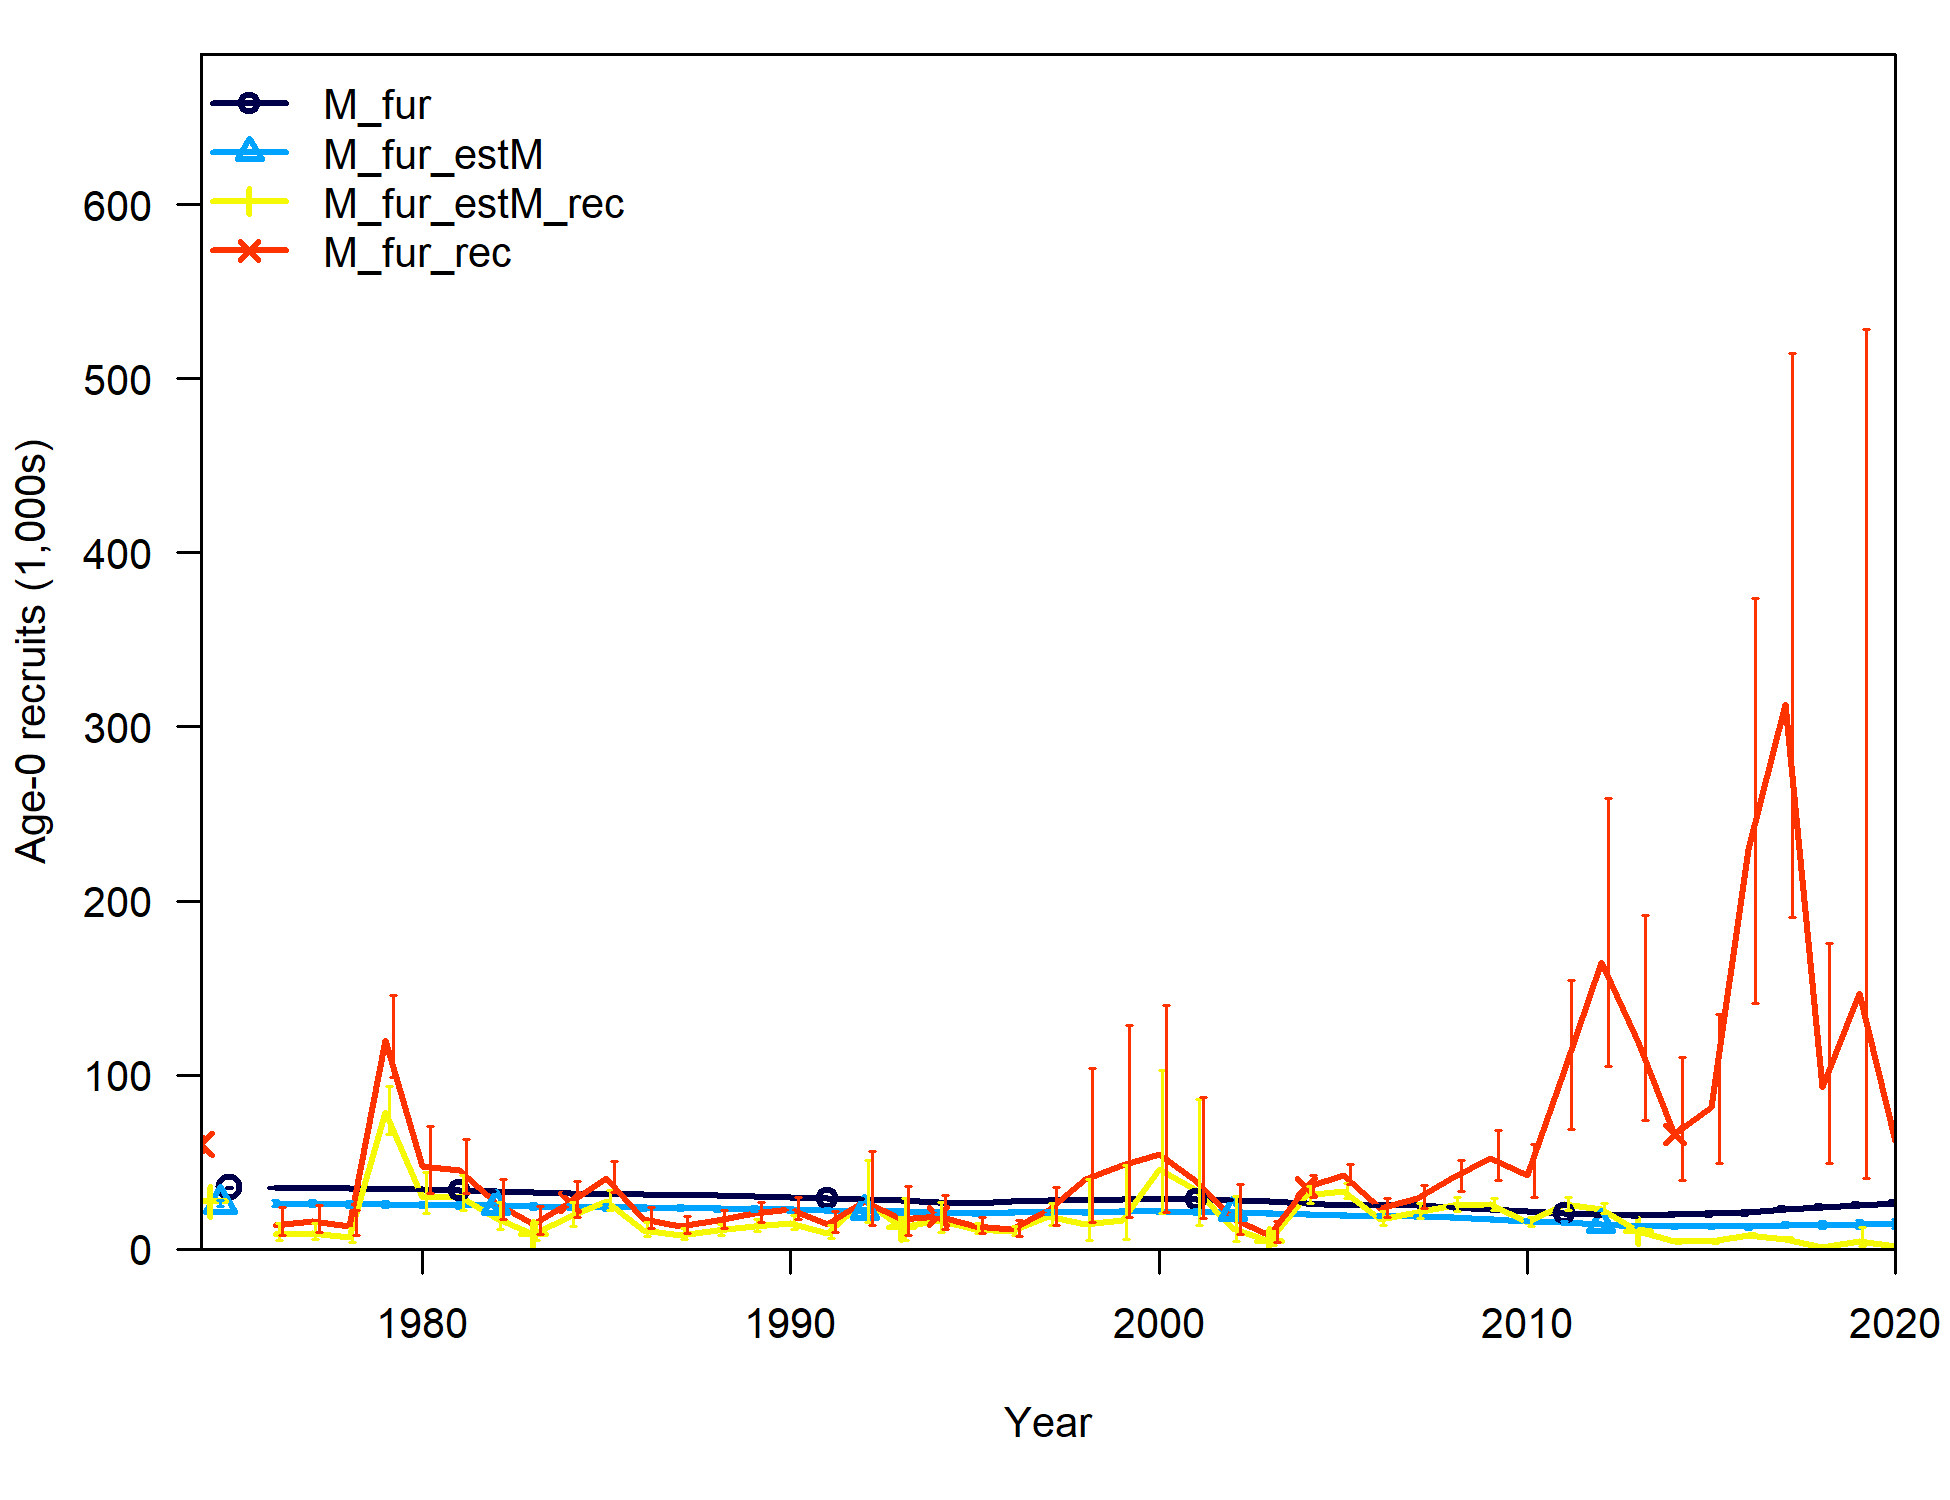 M_fur
M_fur_estM
M_fur_estM_rec
M_fur_rec
Age-0 recruits (1,000s)
600
500
400
300
200
100
0
1980 1990 2000 2010 2020
Year